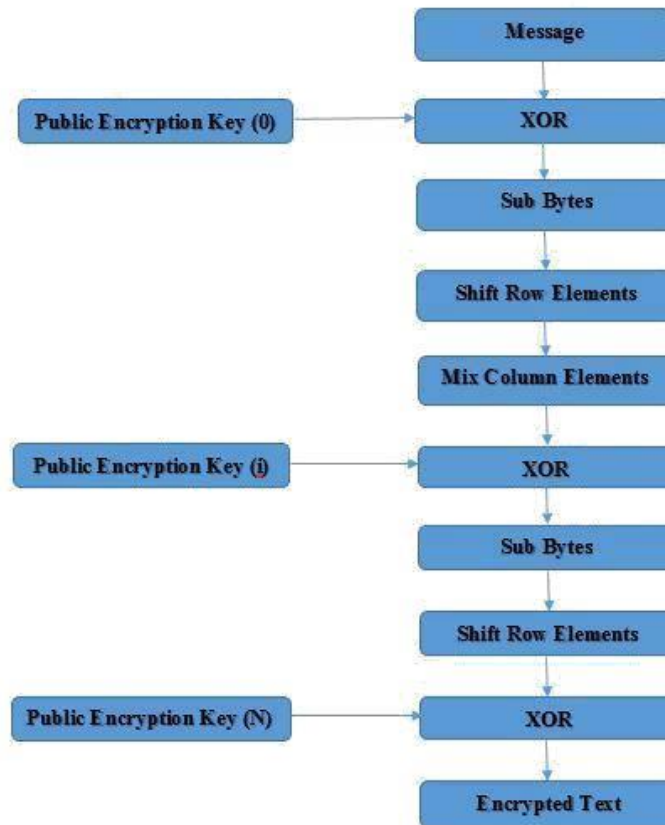 Message
Public Encryption Key (0)
XOR
Sub Bytes
Shift Row Elements
Mix Column Elements
Public Encryption Key (i)
XOR
Sub Bytes
Shift Row Elements
Public Encryption Key (N)
XOR
Encrypted Text